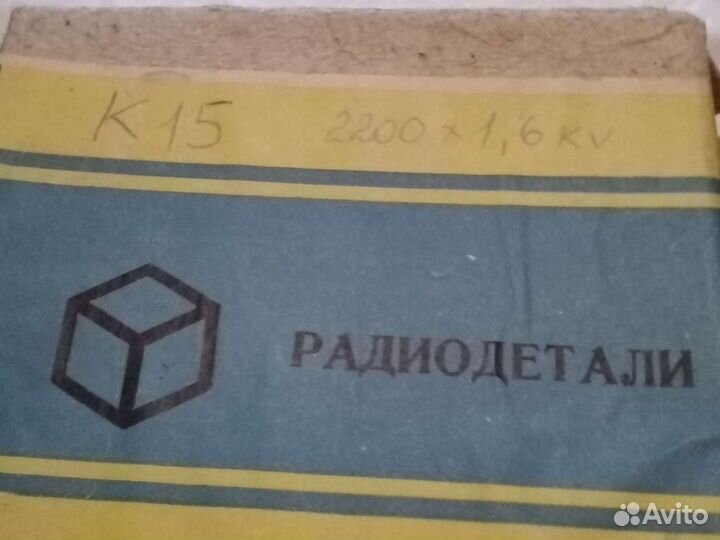 К15 2200 × 1,6 KV
РАДИОДЕТАЛИ
Avito